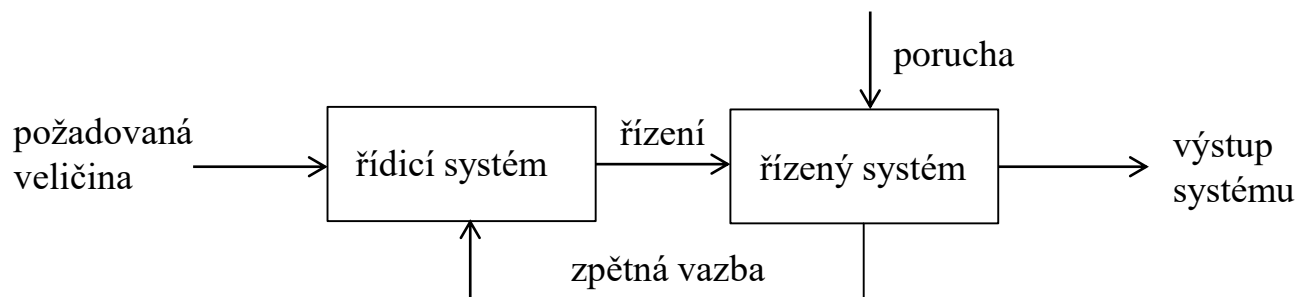 porucha
požadovaná
veličina
řídicí systém
řízení
řízený systém
výstup
systému
zpětná vazba